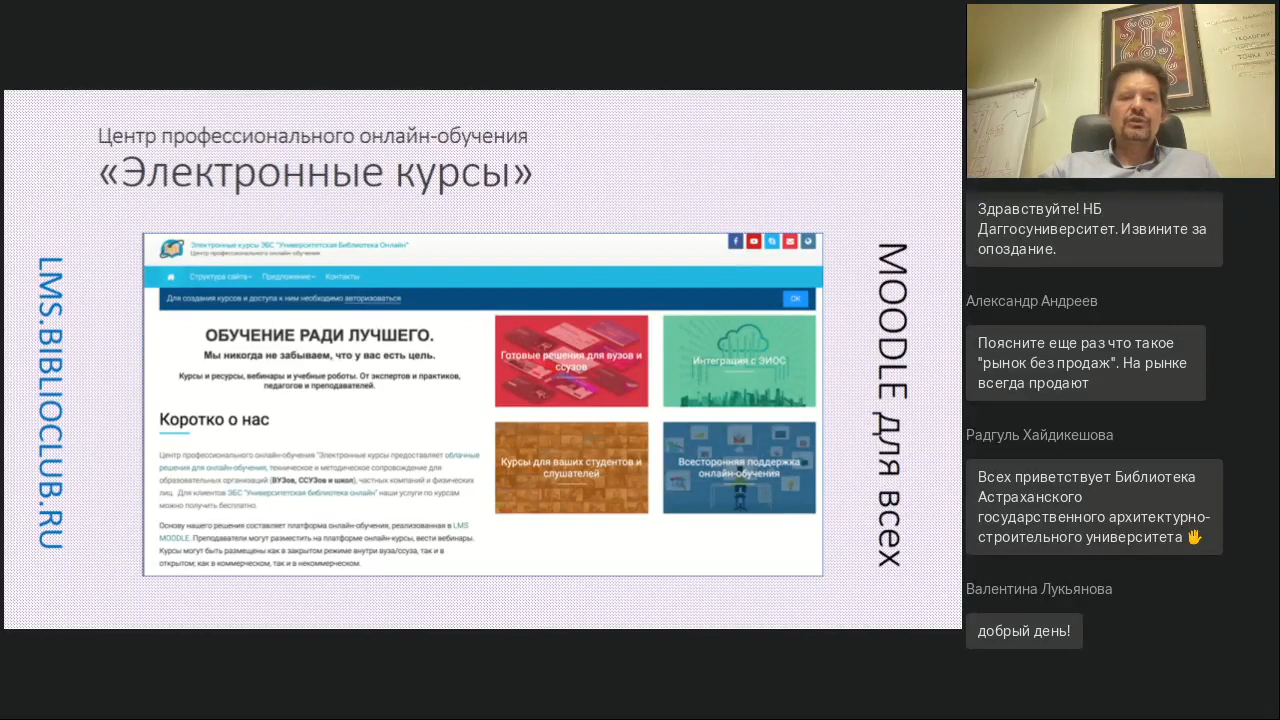 Центр профессионального онлайн-обучения
«Электронные курсы»
LMS.BIBLIOCLUB.RU
Электронные курсы ЭБС "Университетская Библиотека Онлайн"
Центр профессионального онлайн-обучения
Структура сайта
Предложение
Контакты
Для создания курсов и доступа к ним необходимо авторизоваться
OK
ОБУЧЕНИЕ РАДИ ЛУЧШЕГО.
Мы никогда не забываем, что у вас есть цель.
Курсы и ресурсы, вебинары и учебные роботы. От экспертов и практиков,
педагогов и преподавателей.
Коротко о нас
Центр профессионального онлайн-обучения "Электронные курсы предоставляет облачные
решения для онлайн-обучения, техническое и методическое сопровождение для
образовательных организаций (ВУЗов, ССУЗов и школ), частных компаний и физических
лиц. Для клиентов ЭБС "Университетская библиотека онлайн" наши услуги по курсам
можно получить бесплатно.
Основу нашего решения составляет платформа онлайн-обучения, реализованная в LMS
MOODLE. Преподаватели могут разместить на платформе онлайн-курсы, вести вебинары.
Курсы могут быть размещены как в закрытом режиме внутри вуза/ссуза, так и в
открытом; как в коммерческом, так и в некоммерческом.
Готовые решения для вузов и
ссузов
Интеграция с ЭИОС
Курсы для ваших студентов и
слушателей
Всесторонняя поддержка
онлайн-обучения
MOODLE для всех
Здравствуйте! НБ
Даггосуниверситет. Извините за
опоздание.
Александр Андреев
Поясните еще раз что такое
"рынок без продаж". На рынке
всегда продают
Радгуль Хайдикешова
Всех приветствует Библиотека
Астраханского
государственного архитектурно-
строительного университета 🖐
Валентина Лукьянова
добрый день!